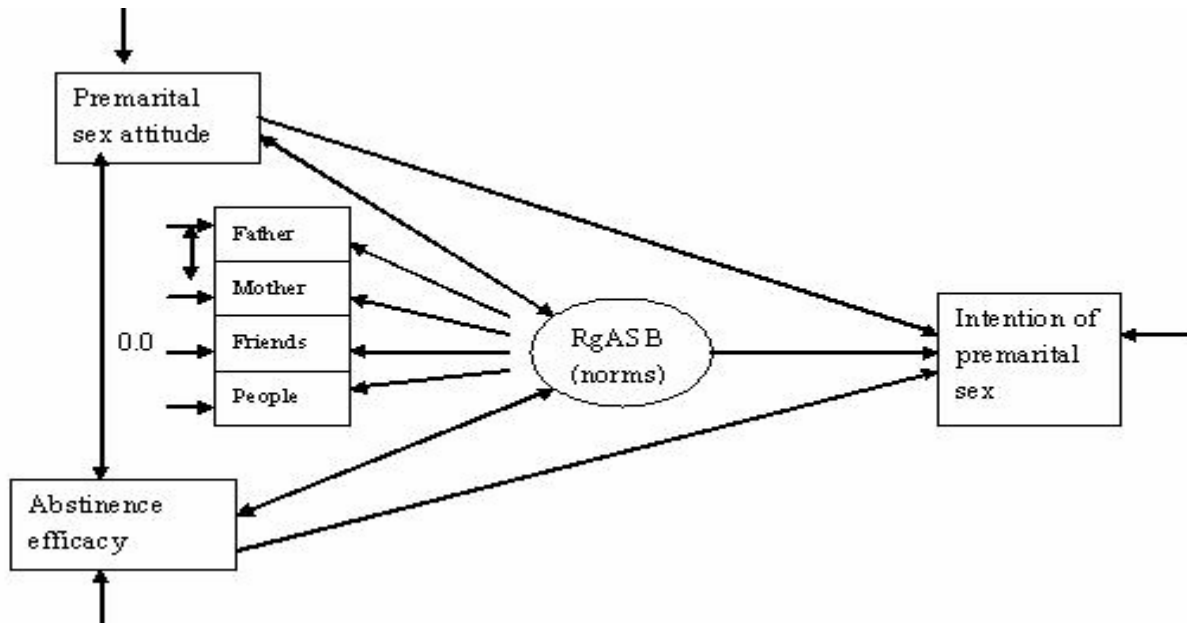 Premarital
sex attitude
Father
Mother
Friends
People
0.0
RgASB
(norms)
Intention of
premarital
sex
Abstinence
efficacy